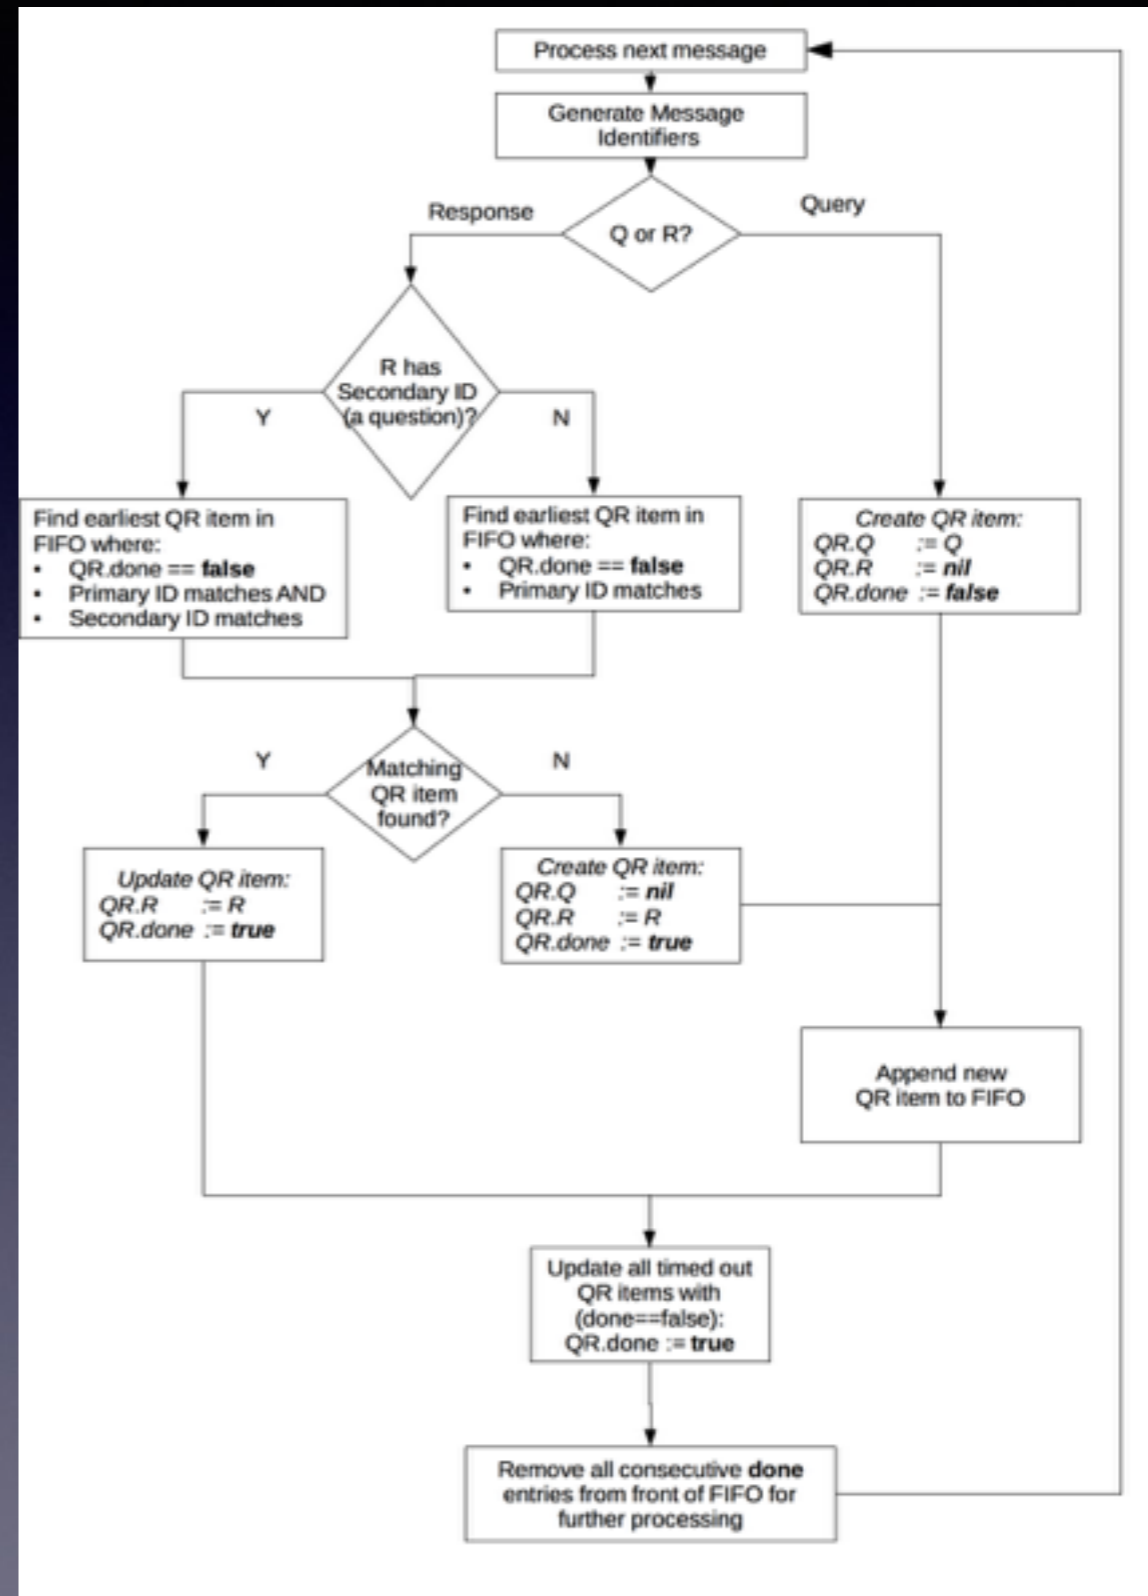 Process next message
Generate Message
Identifiers
Q or R?
Response
Query
R has
Secondary ID
(a question)?
Y
N
Find earliest QR item in
FIFO where:
• QR.done == false
• Primary ID matches AND
• Secondary ID matches
Find earliest QR item in
FIFO where:
• QR.done == false
• Primary ID matches
Create QR item:
QR.Q := Q
QR.R := nil
QR.done := false
Matching
QR item
found?
Y
N
Update QR item:
QR.R := R
QR.done := true
Create QR item:
QR.Q := nil
QR.R := R
QR.done := true
Append new
QR item to FIFO
Update all timed out
QR items with
(done==false):
QR.done := true
Remove all consecutive done
entries from front of FIFO for
further processing